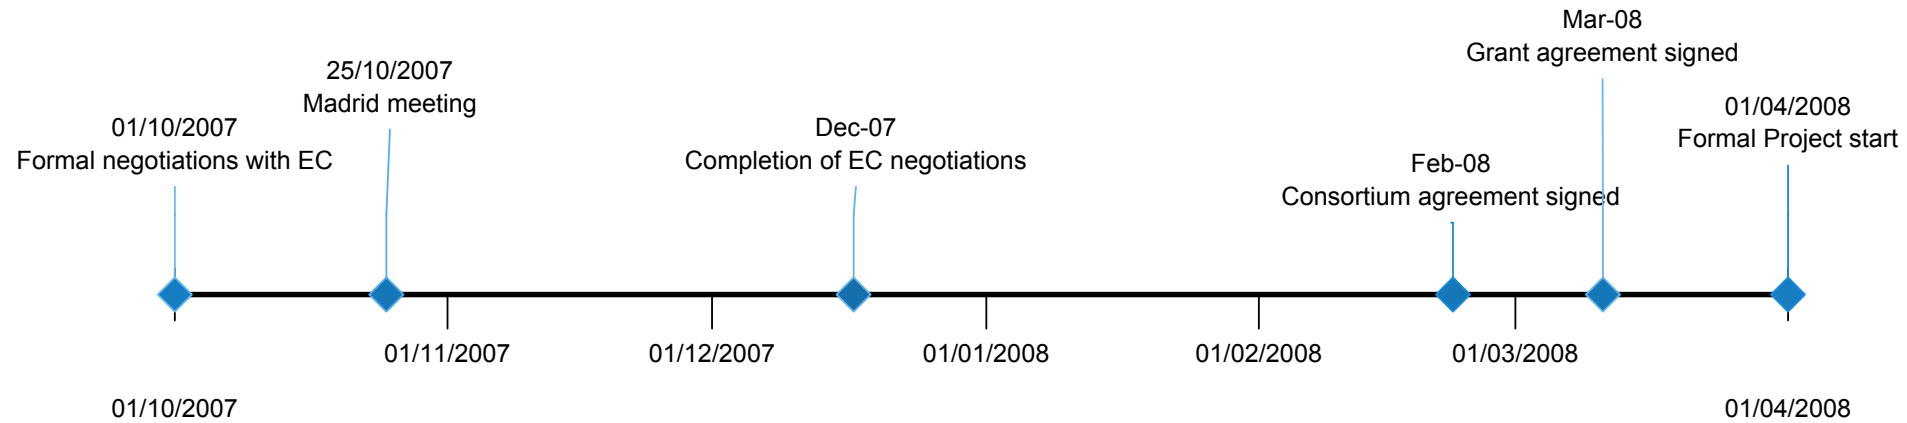 01/10/2007
Formal negotiations with EC
25/10/2007
Madrid meeting
Dec-07
Completion of EC negotiations
Feb-08
Consortium agreement signed
Mar-08
Grant agreement signed
01/04/2008
Formal Project start
01/11/2007
01/12/2007
01/01/2008
01/02/2008
01/03/2008
01/10/2007
01/04/2008